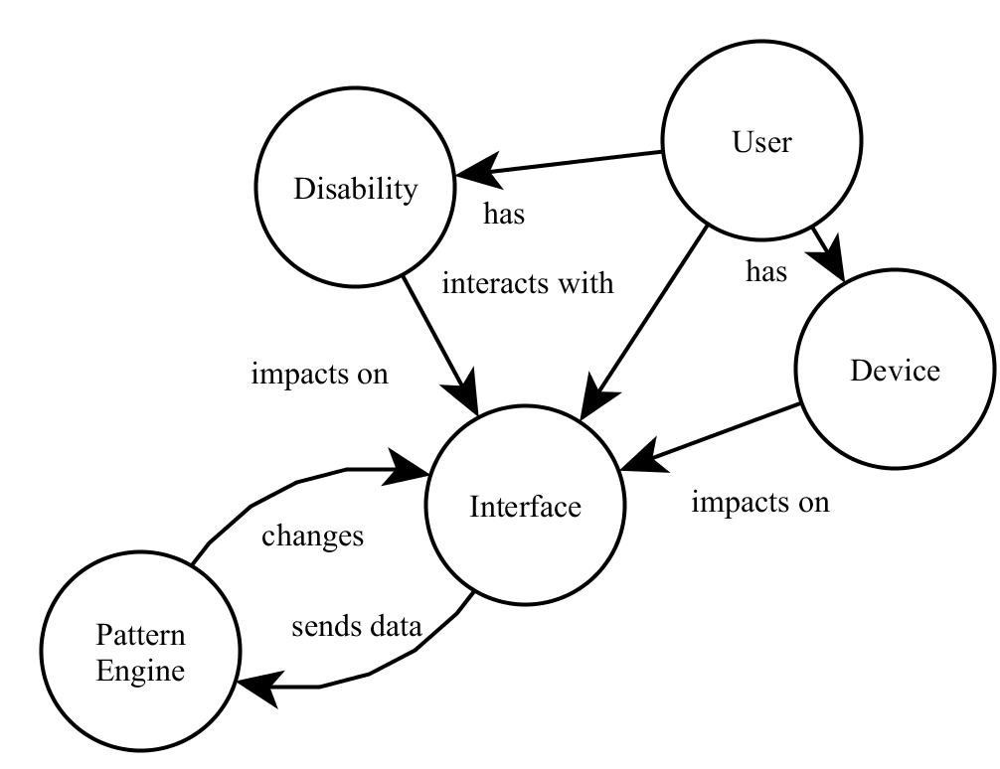 User
Disability
has
has
interacts with
Device
impacts on
impacts on
Interface
changes
sends data
Pattern
Engine